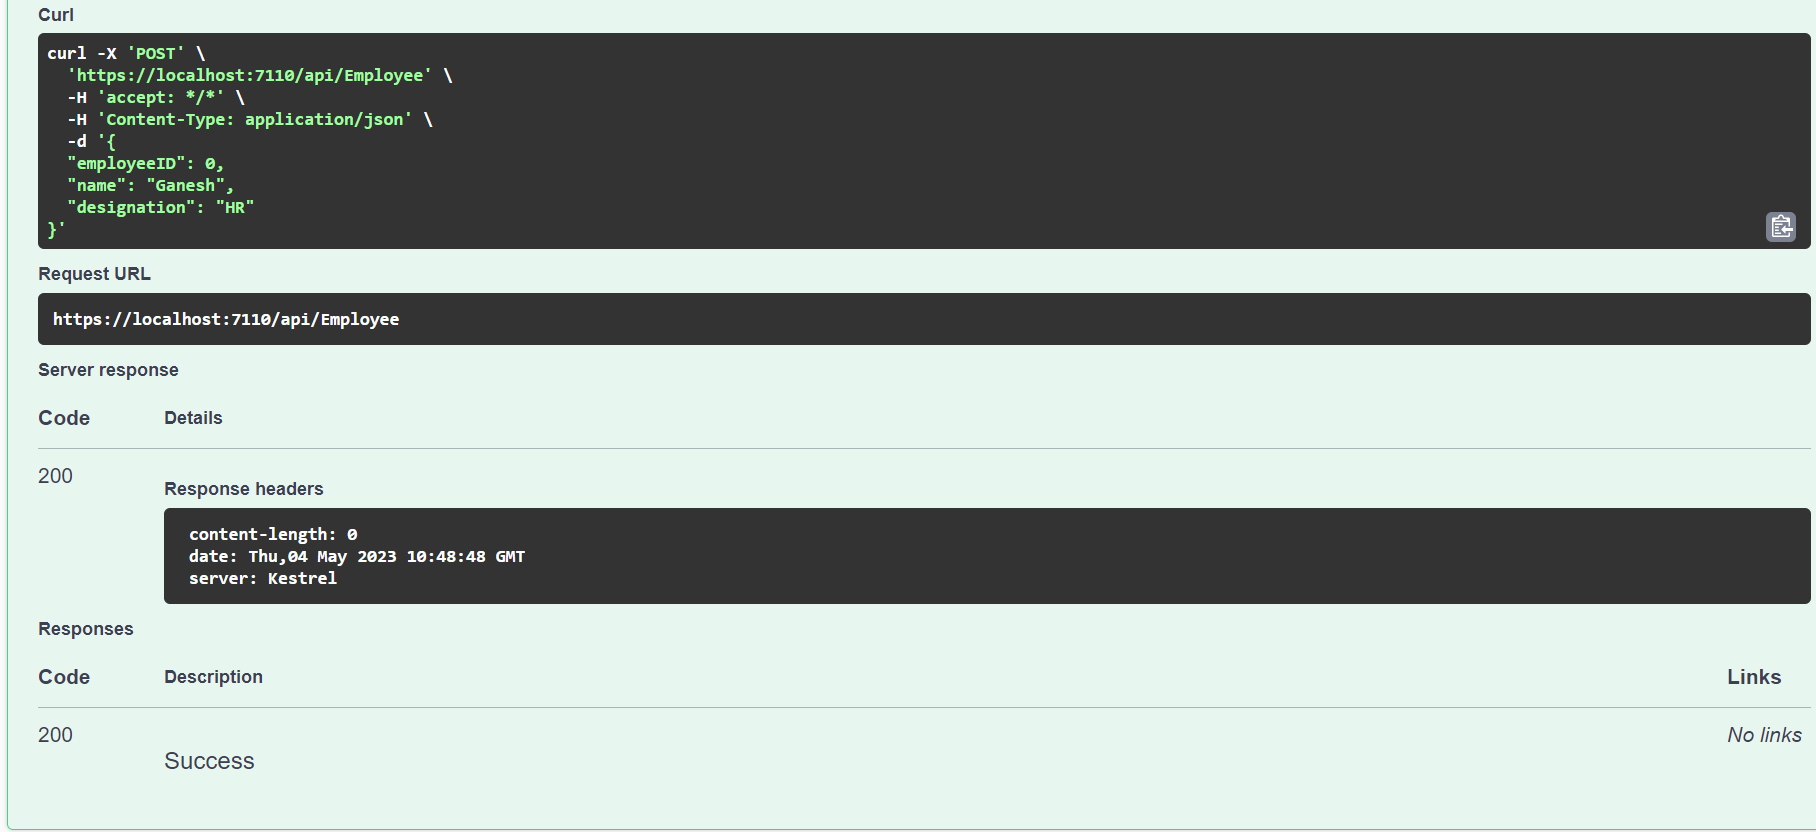 Curl
curl -X 'POST' \
  'https://localhost:7110/api/Employee' \
  -H 'accept: */*' \
  -H 'Content-Type: application/json' \
  -d '{
  "employeeID": 0,
  "name": "Ganesh",
  "designation": "HR"
}'
Request URL
https://localhost:7110/api/Employee
Server response
Code Details
200
Response headers
content-length: 0
date: Thu,04 May 2023 10:48:48 GMT
server: Kestrel
Responses
Code Description Links
200 No links
Success